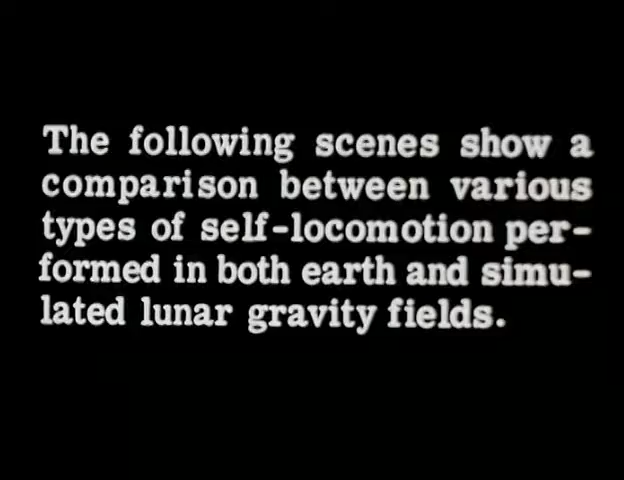 The following scenes show a
comparison between various
types of self-locomotion per-
formed in both earth and simu-
lated lunar gravity fields.